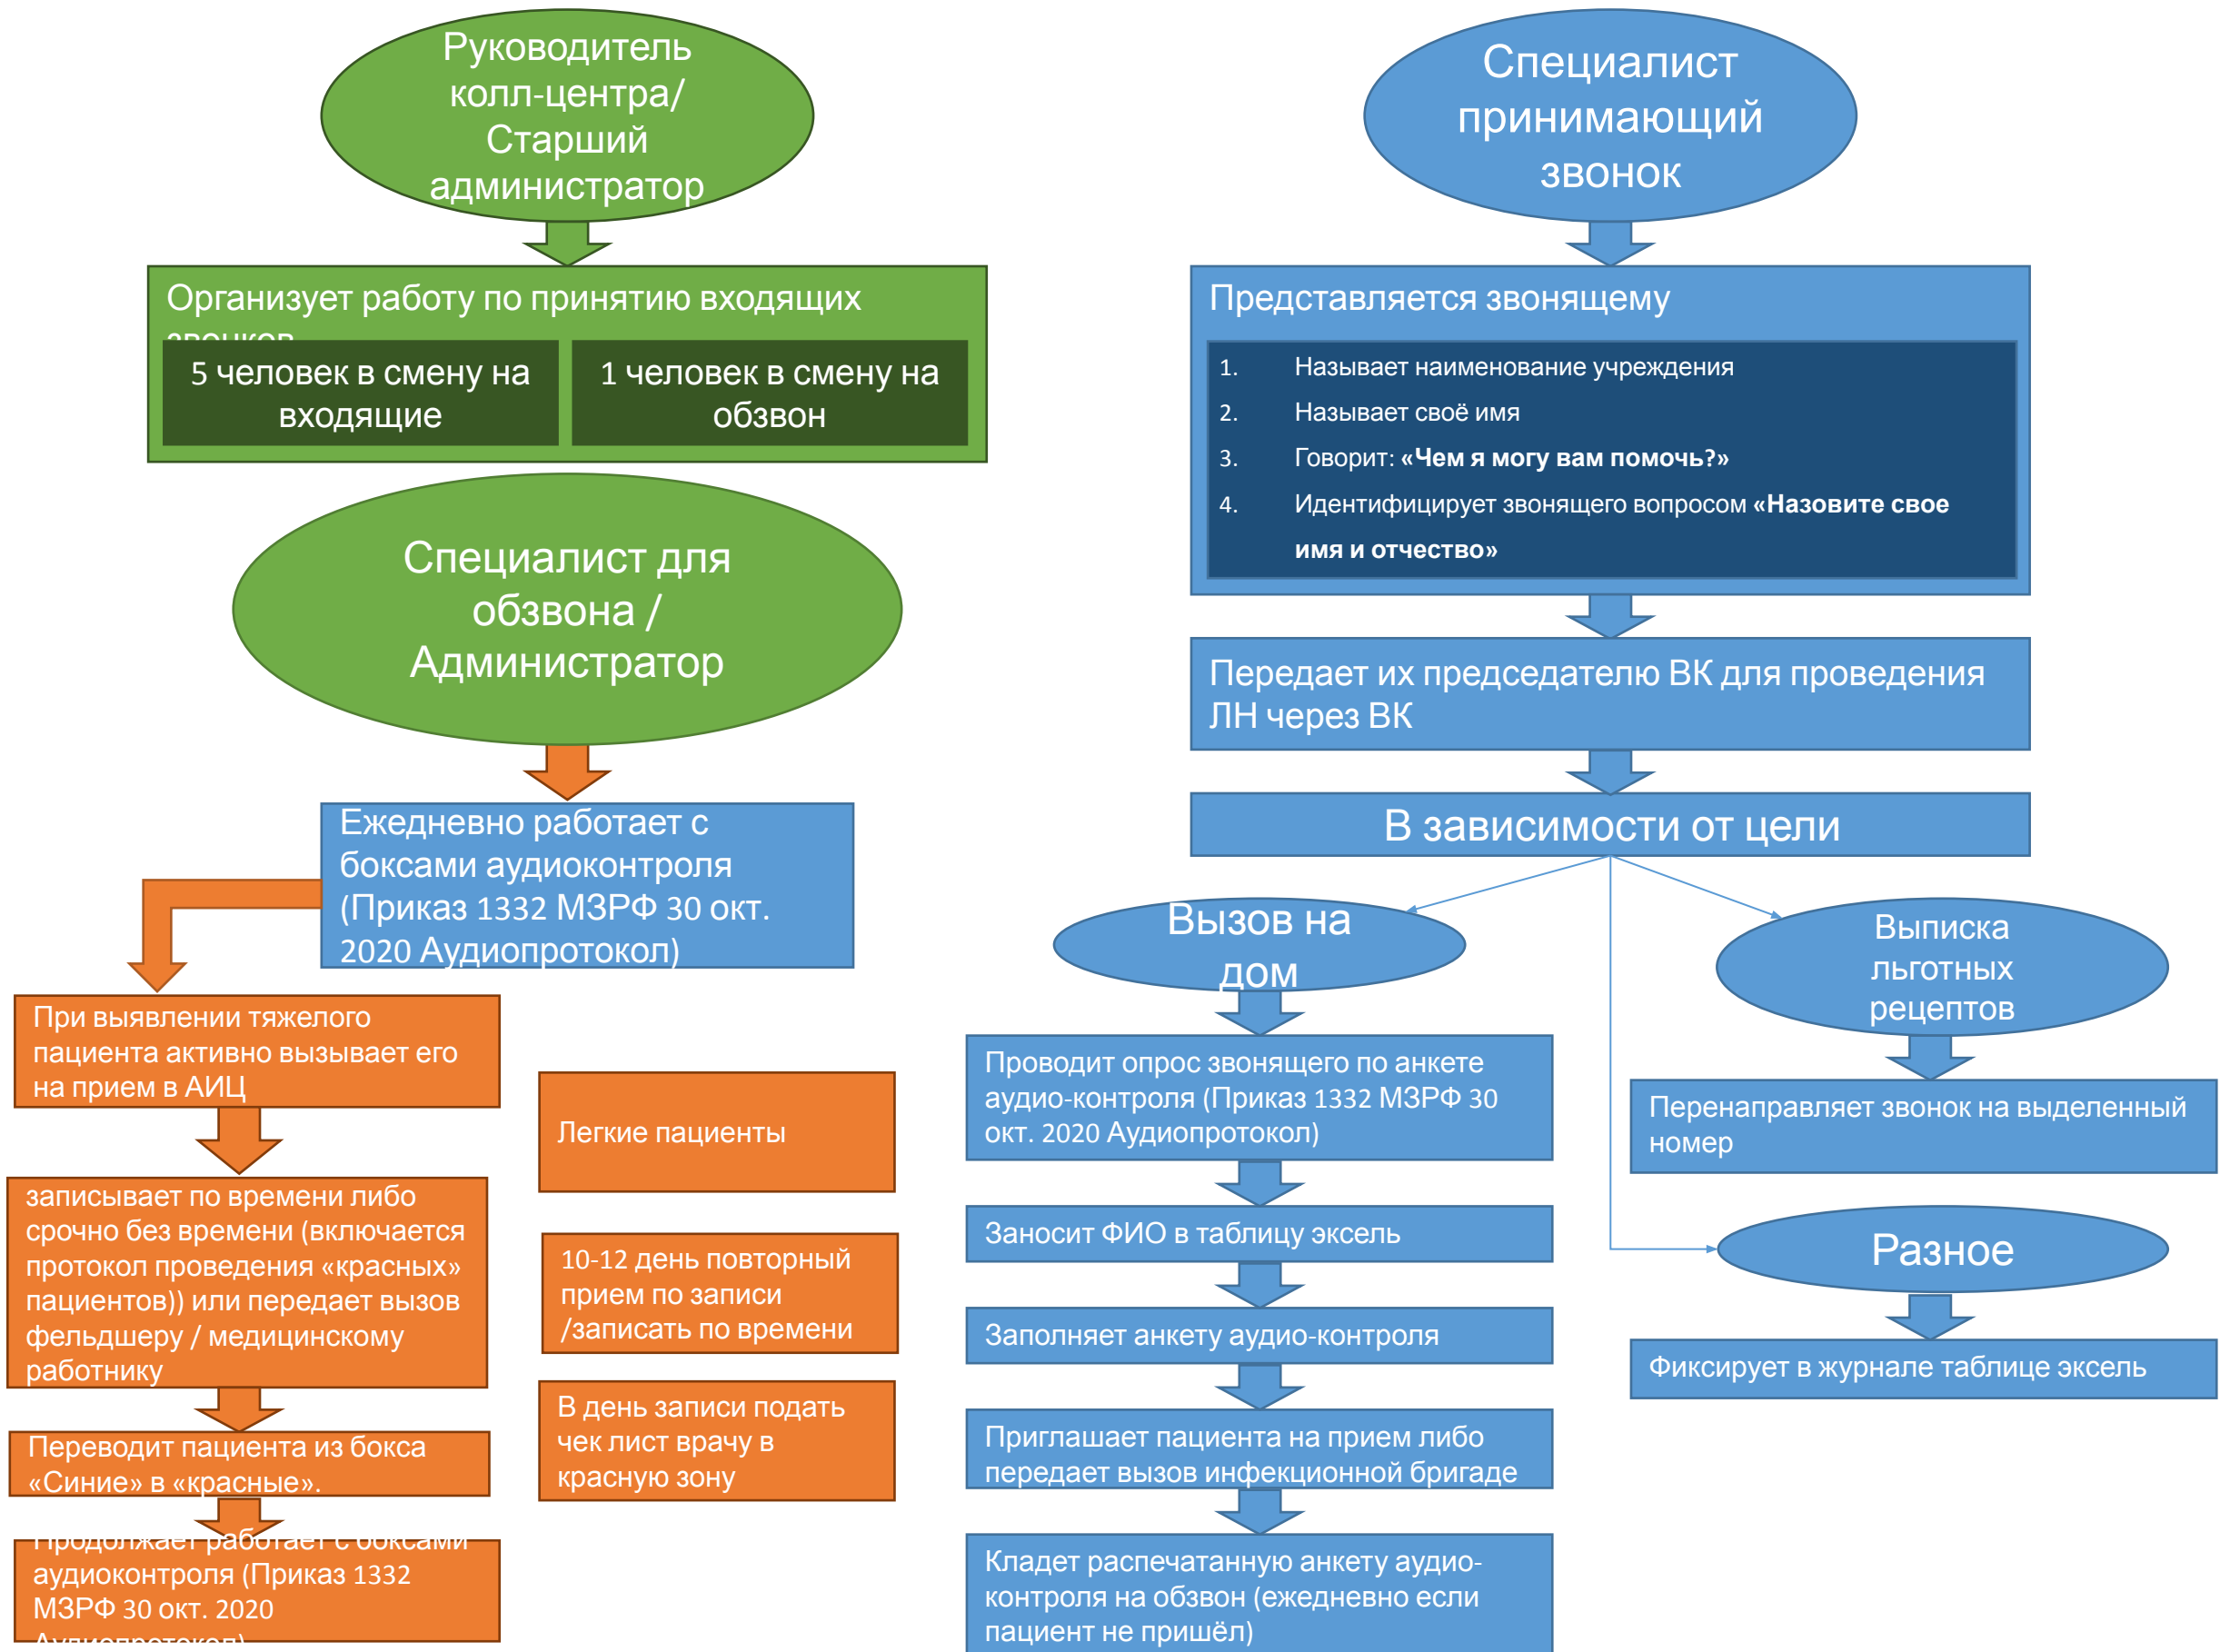 Руководитель
колл-центра/
Старший
администратор
Организует работу по принятию входящих
звонков
5 человек в смену на
входящие
1 человек в смену на
обзвон
Специалист для
обзвона /
Администратор
Ежедневно работает с
боксами аудиоконтроля
(Приказ 1332 МЗРФ 30 окт.
2020 Аудиопротокол)
При выявлении тяжелого
пациента активно вызывает его
на прием в АИЦ
записывает по времени либо
срочно без времени (включается
протокол проведения «красных»
пациентов)) или передает вызов
фельдшеру / медицинскому
работнику
Переводит пациента из бокса
«Синие» в «красные».
Продолжает работает с боксами
аудиоконтроля (Приказ 1332
МЗРФ 30 окт. 2020
Аудиопротокол)
Легкие пациенты
10-12 день повторный
прием по записи
/записать по времени
В день записи подать
чек лист врачу в
красную зону
Специалист
принимающий
звонок
Представляется звонящему
1. Называет наименование учреждения
2. Называет своё имя
3. Говорит: «Чем я могу вам помочь?»
4. Идентифицирует звонящего вопросом «Назовите свое
имя и отчество»
Передает их председателю ВК для проведения
ЛН через ВК
В зависимости от цели
Вызов на
дом
Проводит опрос звонящего по анкете
аудио-контроля (Приказ 1332 МЗРФ 30
окт. 2020 Аудиопротокол)
Заносит ФИО в таблицу эксель
Заполняет анкету аудио-контроля
Приглашает пациента на прием либо
передает вызов инфекционной бригаде
Кладет распечатанную анкету аудио-
контроля на обзвон (ежедневно если
пациент не пришёл)
Выписка
льготных
рецептов
Перенаправляет звонок на выделенный
номер
Разное
Фиксирует в журнале таблице эксель